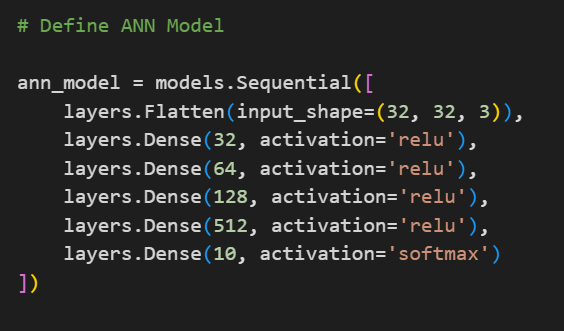 # Define ANN Model
ann_model = models.Sequential([
    layers.Flatten(input_shape=(32, 32, 3)),
    layers.Dense(32, activation='relu'),
    layers.Dense(64, activation='relu'),
    layers.Dense(128, activation='relu'),
    layers.Dense(512, activation='relu'),
    layers.Dense(10, activation='softmax')
])